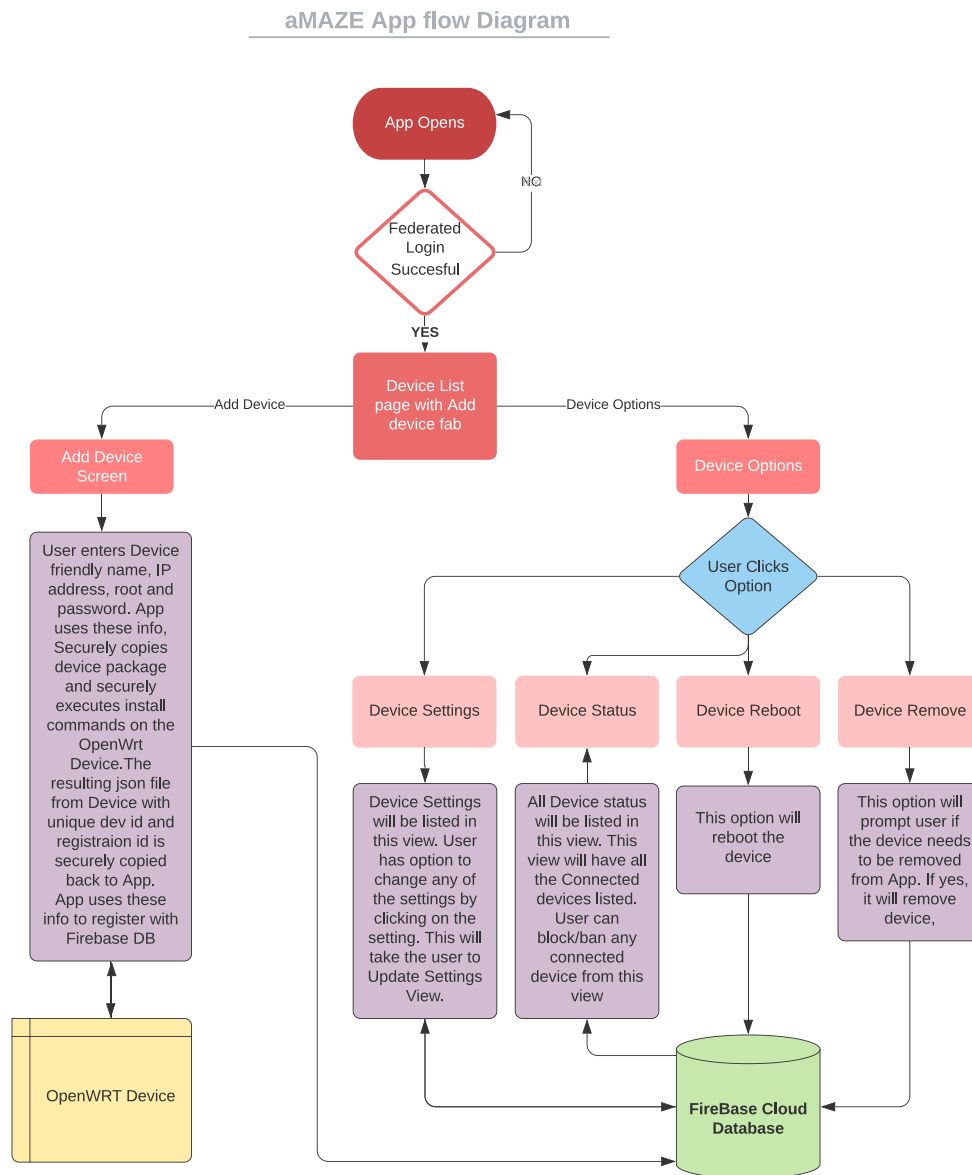 aMAZE App flow Diagram
App Opens
NO
Federated
Login
Succesful
YES
Device List
page with Add
device fab
Add Device
Device Options
Add Device
Screen
Device Options
User enters Device
friendly name, IP
address, root and
password. App
uses these info,
Securely copies
device package
and securely
executes install
commands on the
OpenWrt
Device.The
resulting json file
from Device with
unique dev id and
registraion id is
securely copied
back to App.
App uses these
info to register with
Firebase DB
User Clicks
Option
Device Settings
Device Status
Device Reboot
Device Remove
Device Settings
will be listed in
this view. User
has option to
change any of
the settings by
clicking on the
setting. This will
take the user to
Update Settings
View.
All Device status
will be listed in
this view. This
view will have all
the Connected
devices listed.
User can
block/ban any
connected
device from this
view
This option will
reboot the
device
This option will
prompt user if
the device needs
to be removed
from App. If yes,
it will remove
device,
OpenWRT Device
FireBase Cloud
Database